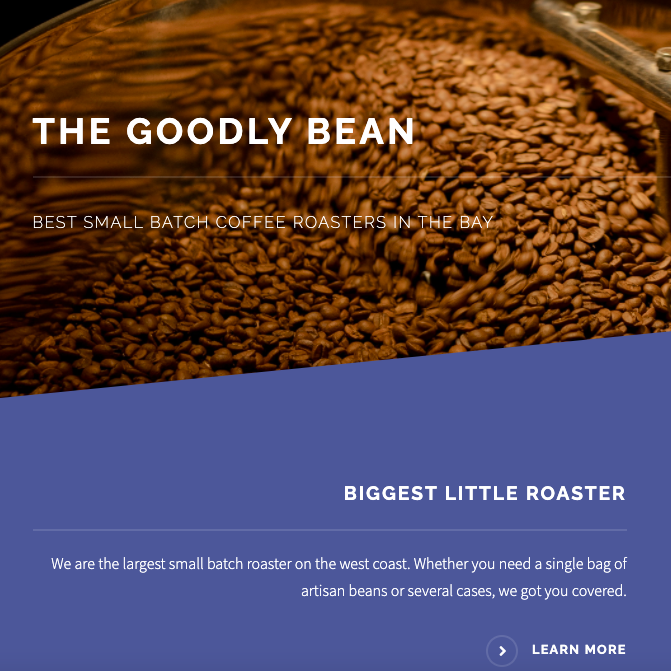 THE GOODLY BEAN
BEST SMALL BATCH COFFEE ROASTERS IN THE BAY
BIGGEST LITTLE ROASTER
We are the largest small batch roaster on the west coast. Whether you need a single bag of
artisan beans or several cases, we got you covered.
LEARN MORE